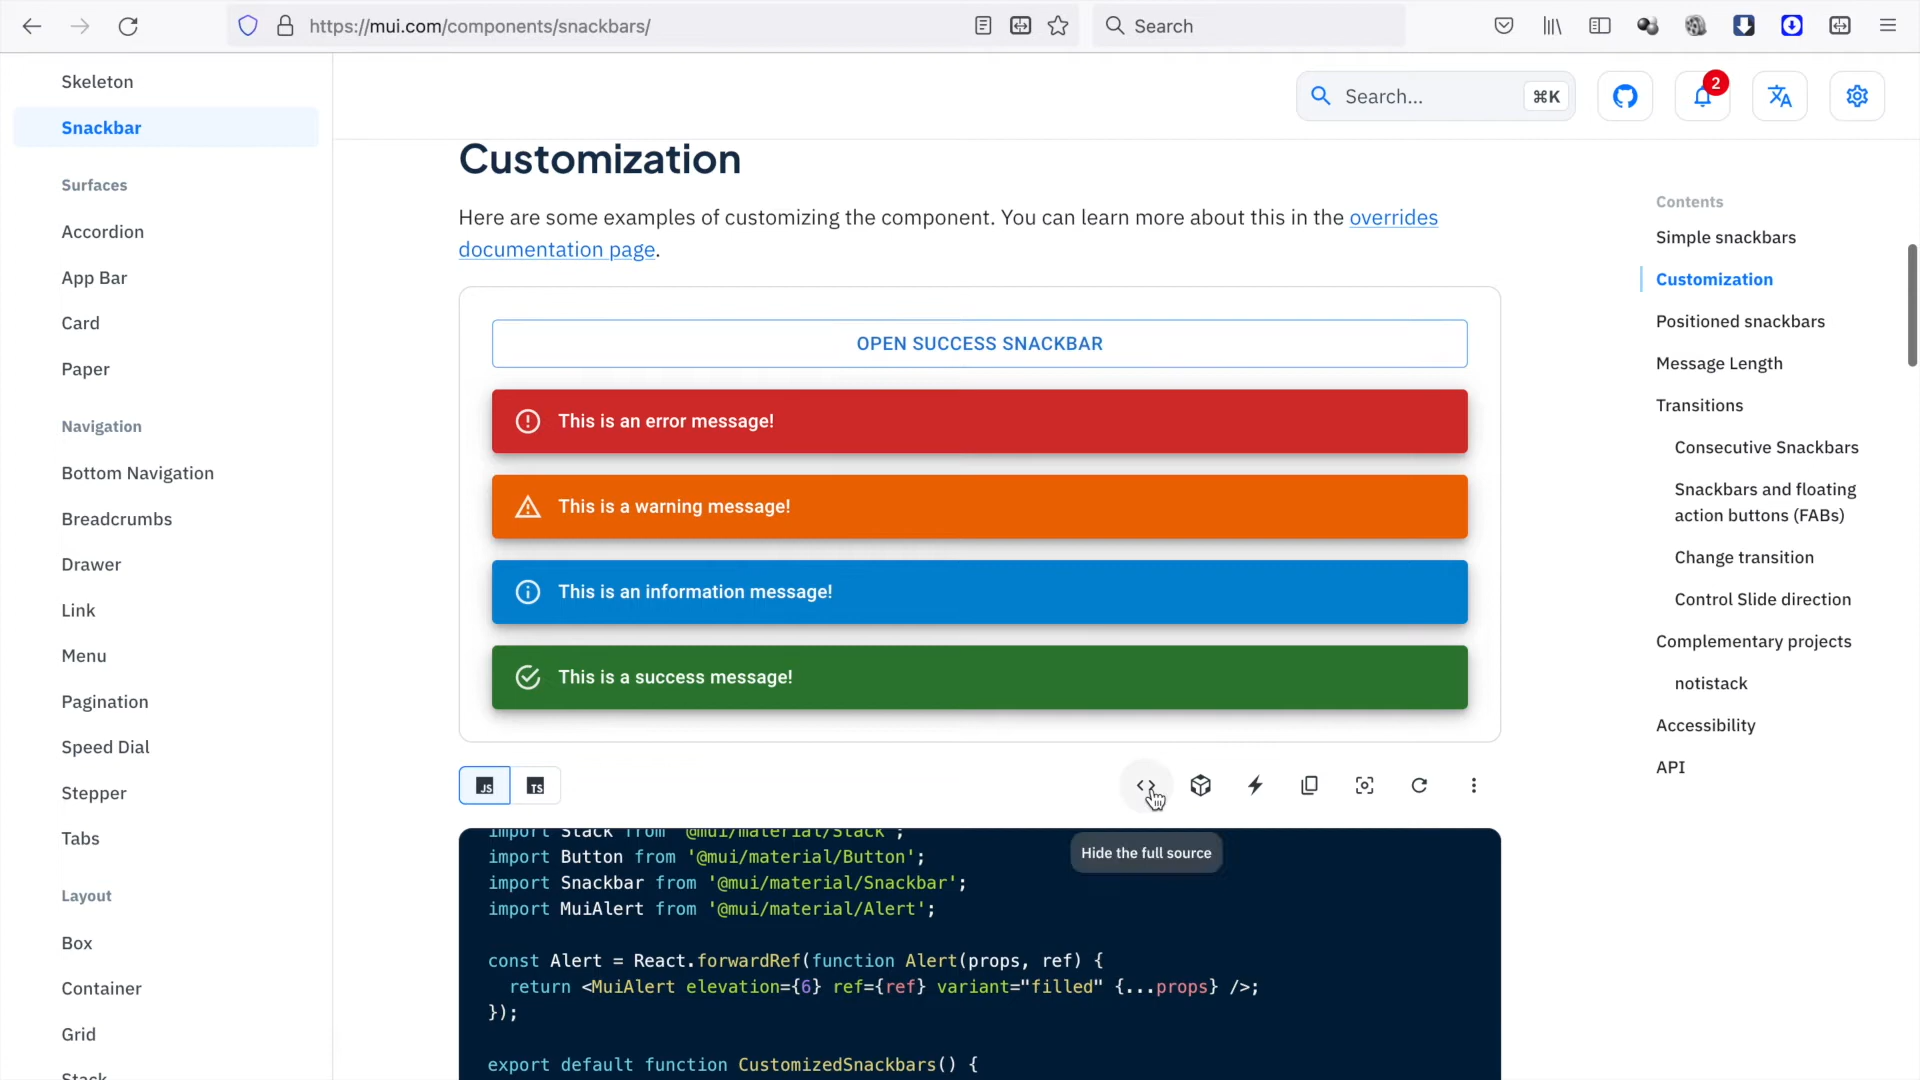 https://mui.com/components/snackbars/
Search
Skeleton
Snackbar
Surfaces
Accordion
App Bar
Card
Paper
Navigation
Bottom Navigation
Breadcrumbs
Drawer
Link
Menu
Pagination
Speed Dial
Stepper
Tabs
Layout
Box
Container
Grid
Stack
Search...
⌘K
2
Customization
Here are some examples of customizing the component. You can learn more about this in the overrides
documentation page.
OPEN SUCCESS SNACKBAR
This is an error message!
This is a warning message!
This is an information message!
This is a success message!
JS
TS
Hide the full source
import Stack from '@mui/material/Stack';
import Button from '@mui/material/Button';
import Snackbar from '@mui/material/Snackbar';
import MuiAlert from '@mui/material/Alert';
const Alert = React.forwardRef(function Alert(props, ref) {
return <MuiAlert elevation={6} ref={ref} variant="filled" {...props} />;
});
export default function CustomizedSnackbars() {
Contents
Simple snackbars
Customization
Positioned snackbars
Message Length
Transitions
Consecutive Snackbars
Snackbars and floating
action buttons (FABs)
Change transition
Control Slide direction
Complementary projects
notistack
Accessibility
API